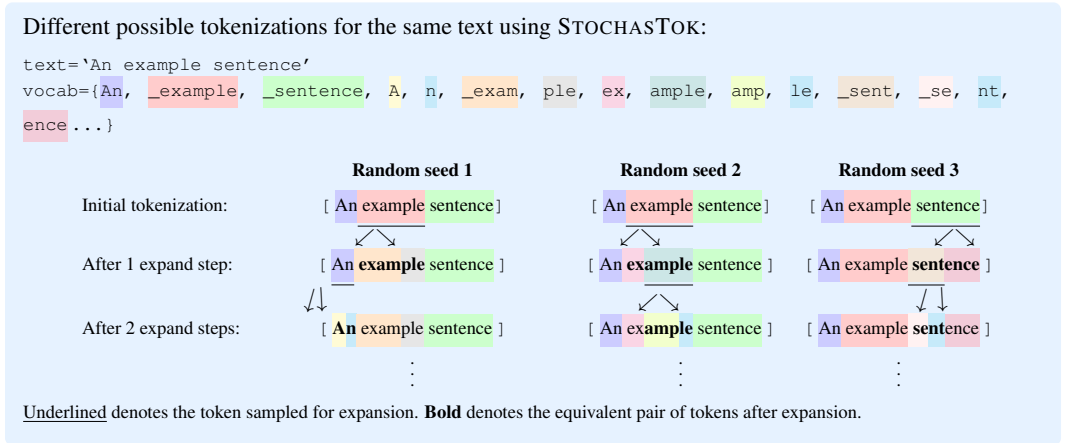 Different possible tokenizations for the same text using STOCHASTOK:
text=‘An example sentence’
vocab={An, _example, _sentence, A, n, _exam, ple, ex, ample, amp, le, _sent, _se, nt,
ence...}
Random seed 1 Random seed 2 Random seed 3
Initial tokenization: [ An example sentence ] [ An example sentence ] [ An example sentence ]
After 1 expand step: [ An example sentence ] [ An example sentence ] [ An example sentence ]
After 2 expand steps: [ An example sentence ] [ An example sentence ] [ An example sentence ]
Underlined denotes the token sampled for expansion. Bold denotes the equivalent pair of tokens after expansion.